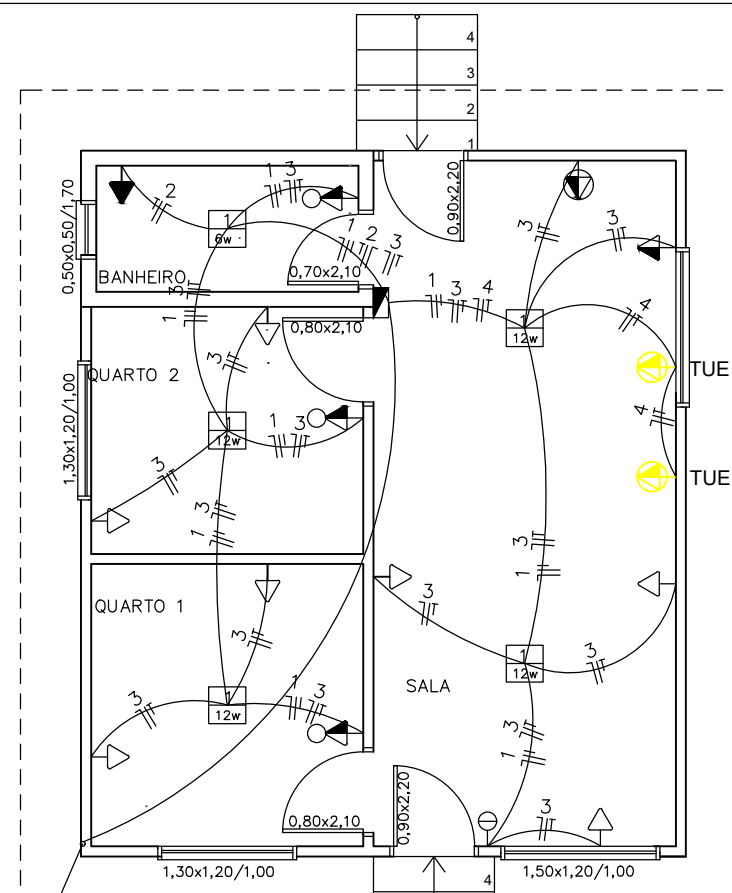 4
3
2
1
0,90x2,20
1 3
2
1
6w
1 2 3
0,50x0,50/1,70
BANHEIRO
0,70x2,10
3
1
3
3
1 3 4
1
12w
4
TUE
4
TUE
0,80x2,10
QUARTO 2
3
1
12w
1 3
1,30x1,20/1,00
3
3
1
3
1
QUARTO 1
3
3
1
12w
1 3
3
3
1
12w
SALA
3
1
0,80x2,10
0,90x2,20
3
1,30x1,20/1,00
1,50x1,20/1,00
4